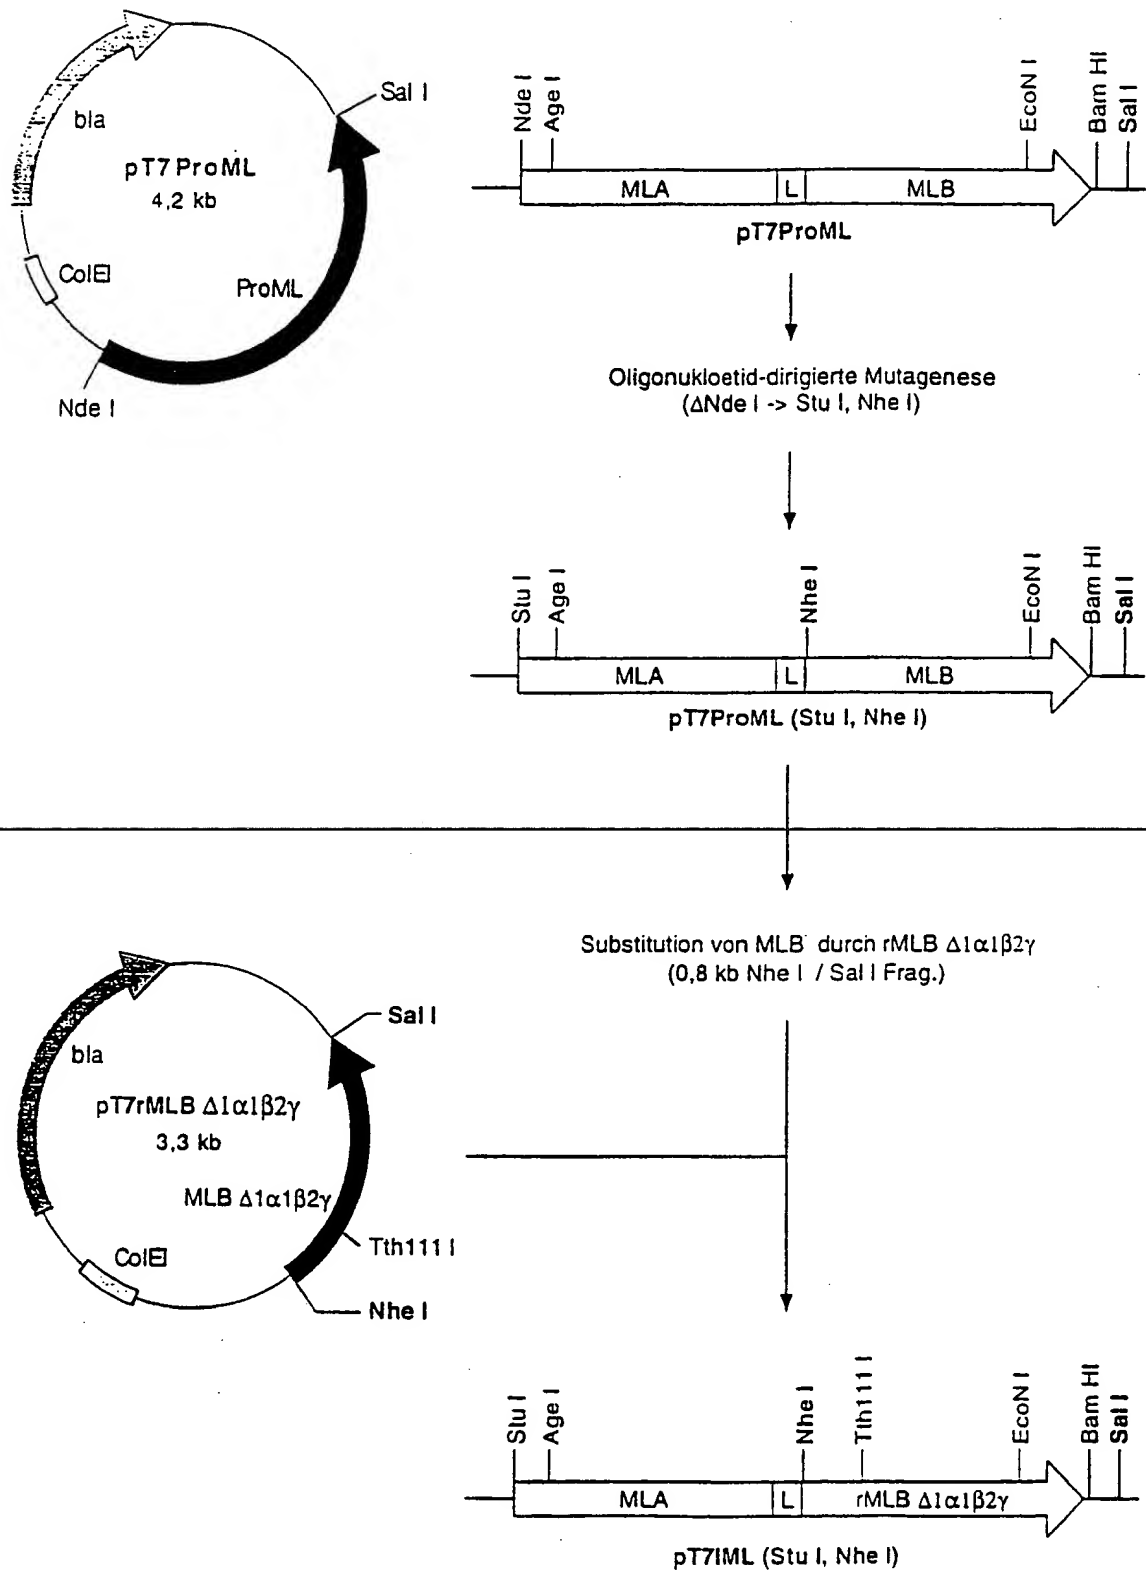 bla
pT7 ProML
4,2 kb
Sal I
ColEI
ProML
Nde I
Nde I
Age I
EcoN I
Bam HI
Sal I
MLA
L
MLB
pT7ProML
Oligonukloetid-dirigierte Mutagenese
(ΔNde I -> Stu I, Nhe I)
Stu I
Age I
Nhe I
EcoN I
Bam HI
Sal I
MLA
L
MLB
pT7ProML (Stu I, Nhe I)
Substitution von MLB durch rMLB Δ1α1β2γ
(0,8 kb Nhe I / Sal I Frag.)
bla
pT7rMLB Δ1α1β2γ
3,3 kb
Sal I
MLB Δ1α1β2γ
Tth111 I
ColEI
Nhe I
Stu I
Age I
Nhe I
Tth111 I
EcoN I
Bam HI
Sal I
MLA
L
rMLB Δ1α1β2γ
pT7IML (Stu I, Nhe I)